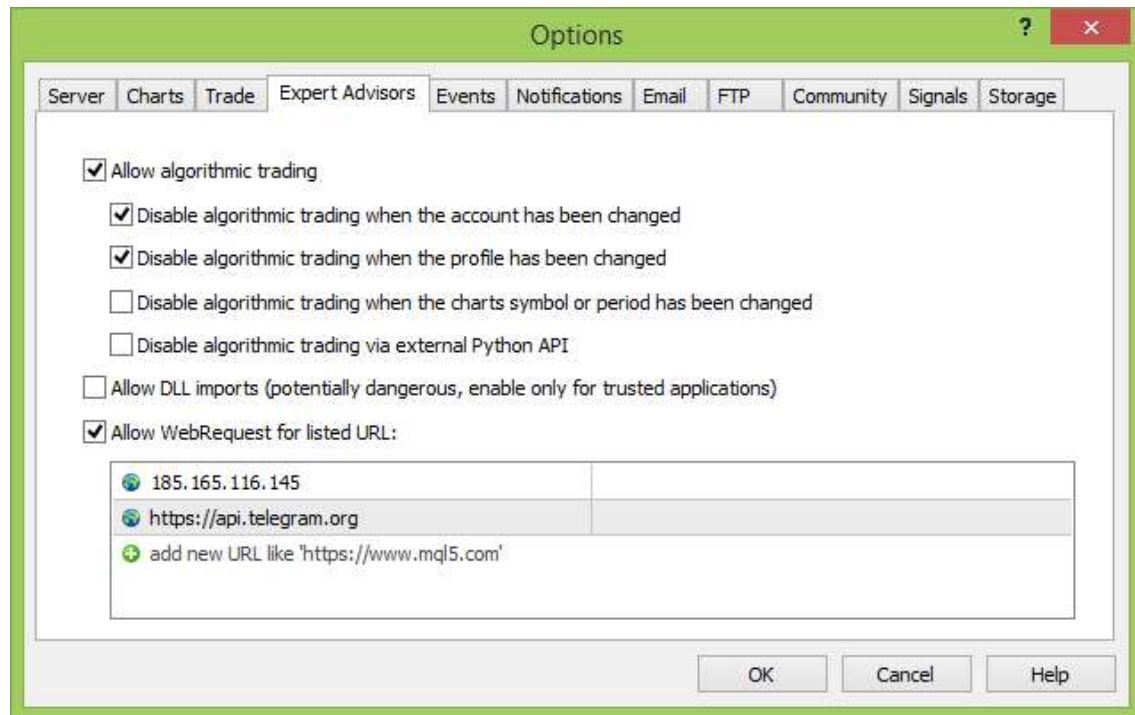 Options
?
Server Charts Trade Expert Advisors Events Notifications Email FTP Community Signals Storage
Allow algorithmic trading
Disable algorithmic trading when the account has been changed
Disable algorithmic trading when the profile has been changed
Disable algorithmic trading when the charts symbol or period has been changed
Disable algorithmic trading via external Python API
Allow DLL imports (potentially dangerous, enable only for trusted applications)
Allow WebRequest for listed URL:
185.165.116.145
https://api.telegram.org
add new URL like 'https://www.mql5.com'
OK Cancel Help